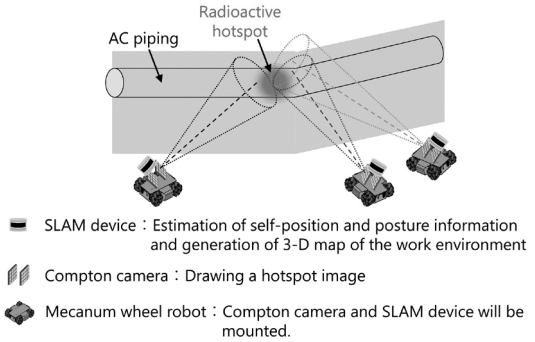 Radioactive
hotspot
AC piping
SLAM device：Estimation of self-position and posture information
and generation of 3-D map of the work environment
Compton camera：Drawing a hotspot image
Mecanum wheel robot：Compton camera and SLAM device will be
mounted.